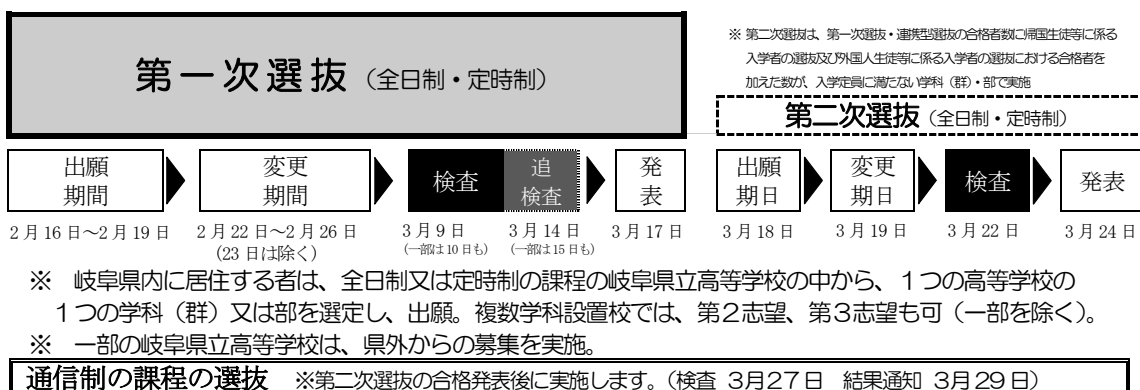 第一次選抜（全日制・定時制）
※ 第二次選抜は、第一次選抜・連携型選抜の合格者数に帰国生徒等に係る
入学者の選抜及び外国人生徒等に係る入学者の選抜における合格者を
加えた数が、入学定員に満たない学科（群）・部で実施
第二次選抜（全日制・定時制）
出願
期間
変更
期間
検査
追
検査
発
表
出願
期日
変更
期日
検査
発表
2月16日～2月19日
2月22日～2月26日
(23日は除く)
3月9日
(一部は10日も)
3月14日
(一部は15日も)
3月17日
3月18日
3月19日
3月22日
3月24日
※ 岐阜県内に居住する者は、全日制又は定時制の課程の岐阜県立高等学校の中から、１つの高等学校の
１つの学科（群）又は部を選定し、出願。複数学科設置校では、第２志望、第３志望も可（一部を除く）。
※ 一部の岐阜県立高等学校は、県外からの募集を実施。
通信制の課程の選抜 ※第二次選抜の合格発表後に実施します。（検査 3月27日 結果通知 3月29日）